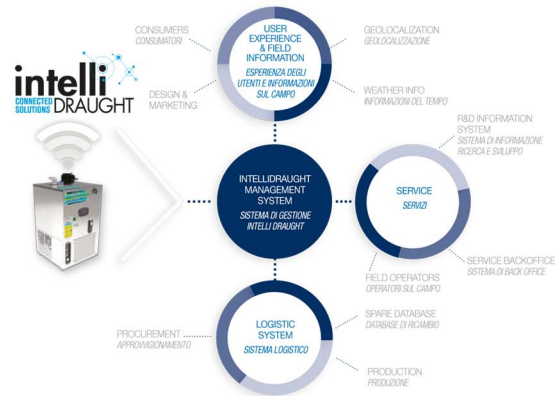 intelli
CONNECTED
SOLUTIONS
DRAUGHT
CONSUMERS
CONSUMATORI
DESIGN &
MARKETING
USER
EXPERIENCE
& FIELD
INFORMATION
ESPERIENZA DEGLI
UTENTI E INFORMAZIONI
SUL CAMPO
GEOLOCALIZATION
GEOLOCALIZZAZIONE
WEATHER INFO
INFORMAZIONI DEL TEMPO
INTELLIDRAUGHT
MANAGEMENT
SYSTEM
SISTEMA DI GESTIONE
INTELLI DRAUGHT
R&D INFORMATION
SYSTEM
SISTEMA DI INFORMAZIONE
RICERCA E SVILUPPO
SERVICE
SERVIZI
SERVICE BACKOFFICE
SISTEMA DI BACK OFFICE
FIELD OPERATORS
OPERATORI SUL CAMPO
LOGISTIC
SYSTEM
SISTEMA LOGISTICO
PROCUREMENT
APPROVVIGIONAMENTO
SPARE DATABASE
DATABASE DI RICAMBIO
PRODUCTION
PRODUZIONE